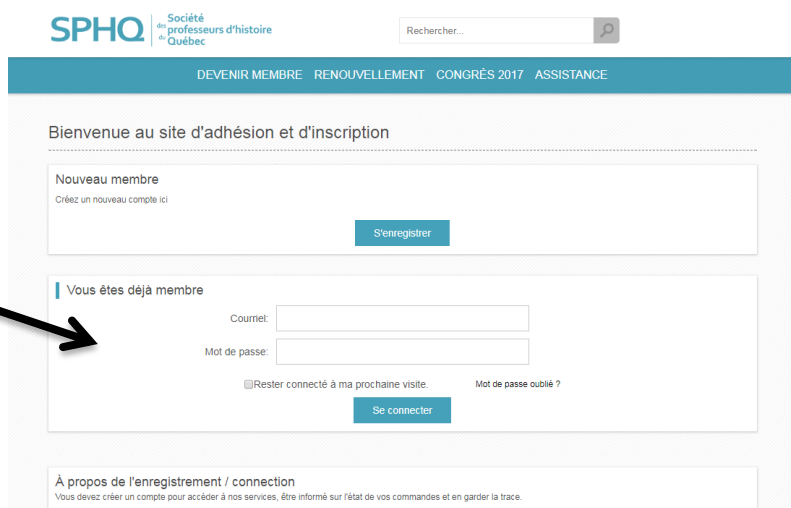 SPHQ
Société
des professeurs d'histoire
du Québec
Rechercher...
DEVENIR MEMBRE RENOUVELLEMENT CONGRÈS 2017 ASSISTANCE
Bienvenue au site d'adhésion et d'inscription
Nouveau membre
Créez un nouveau compte ici
S'enregistrer
Vous êtes déjà membre
Courriel:
Mot de passe:
Rester connecté à ma prochaine visite. Mot de passe oublié ?
Se connecter
À propos de l'enregistrement / connection
Vous devez créer un compte pour accéder à nos services, être informé sur l'état de vos commandes et en garder la trace.